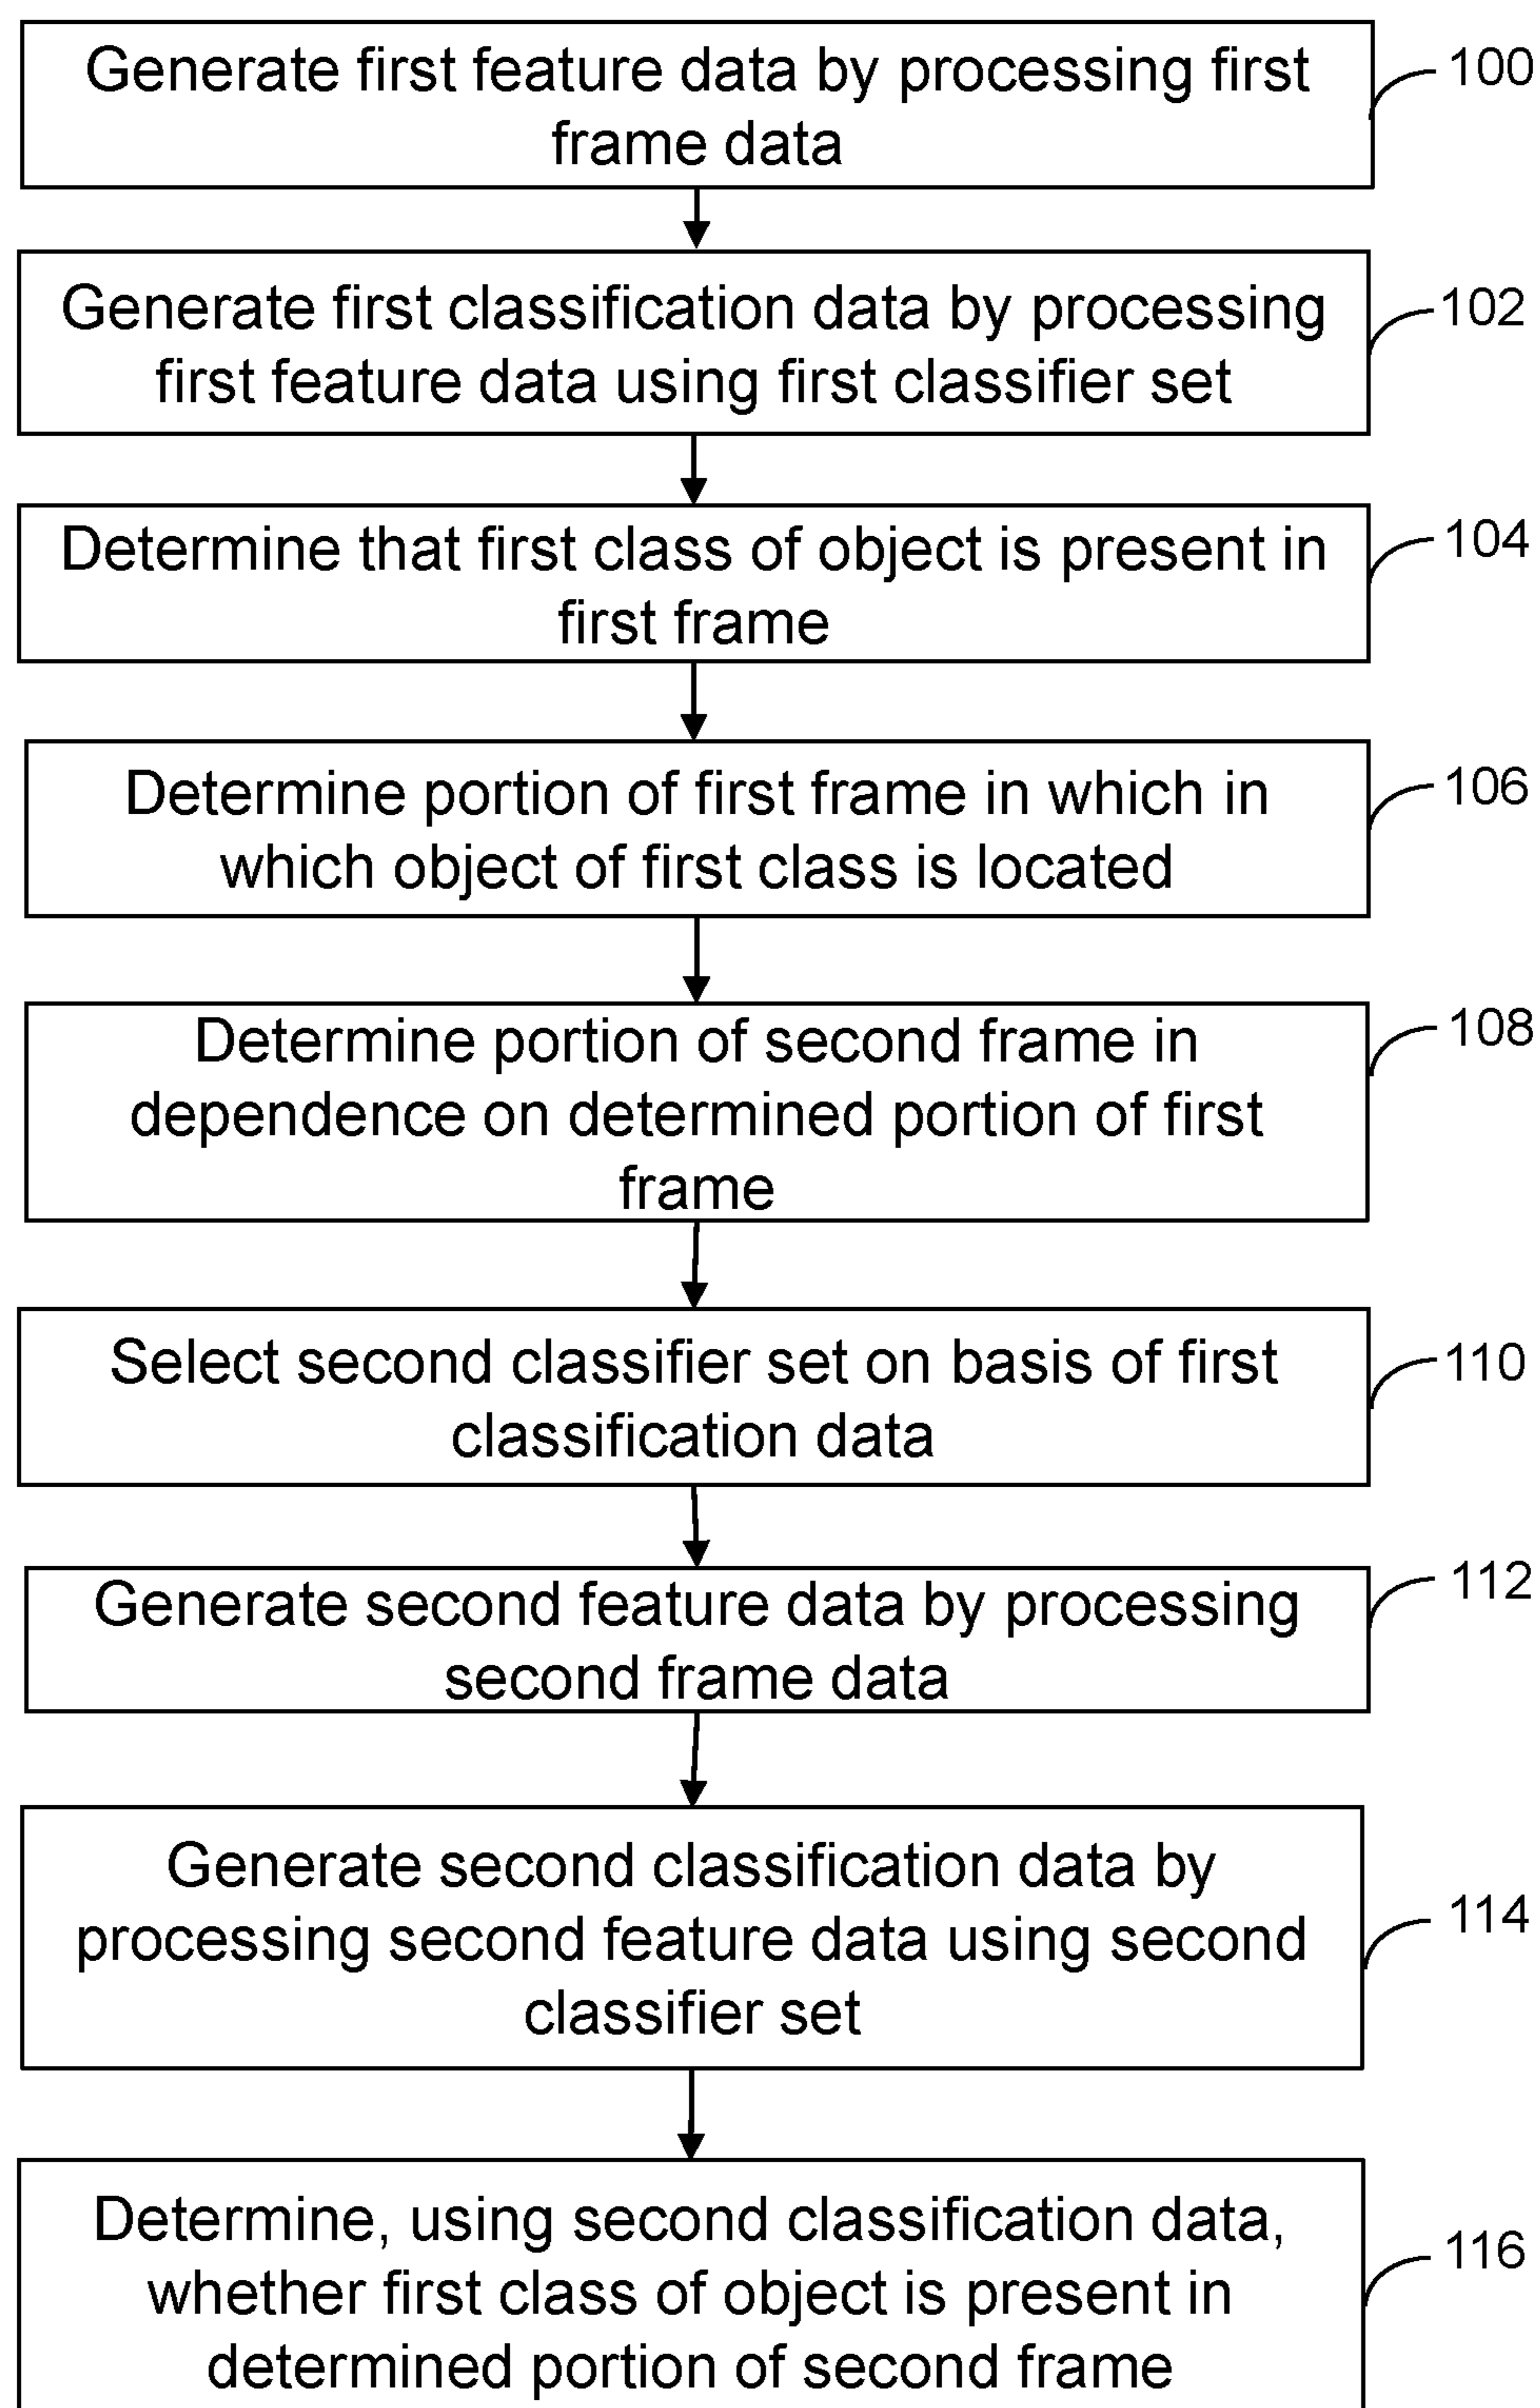 Generate first feature data by processing first
frame data
100
Generate first classification data by processing
first feature data using first classifier set
102
Determine that first class of object is present in
first frame
104
Determine portion of first frame in which in
which object of first class is located
106
Determine portion of second frame in
dependence on determined portion of first
frame
108
Select second classifier set on basis of first
classification data
110
Generate second feature data by processing
second frame data
112
Generate second classification data by
processing second feature data using second
classifier set
114
Determine, using second classification data,
whether first class of object is present in
determined portion of second frame
116